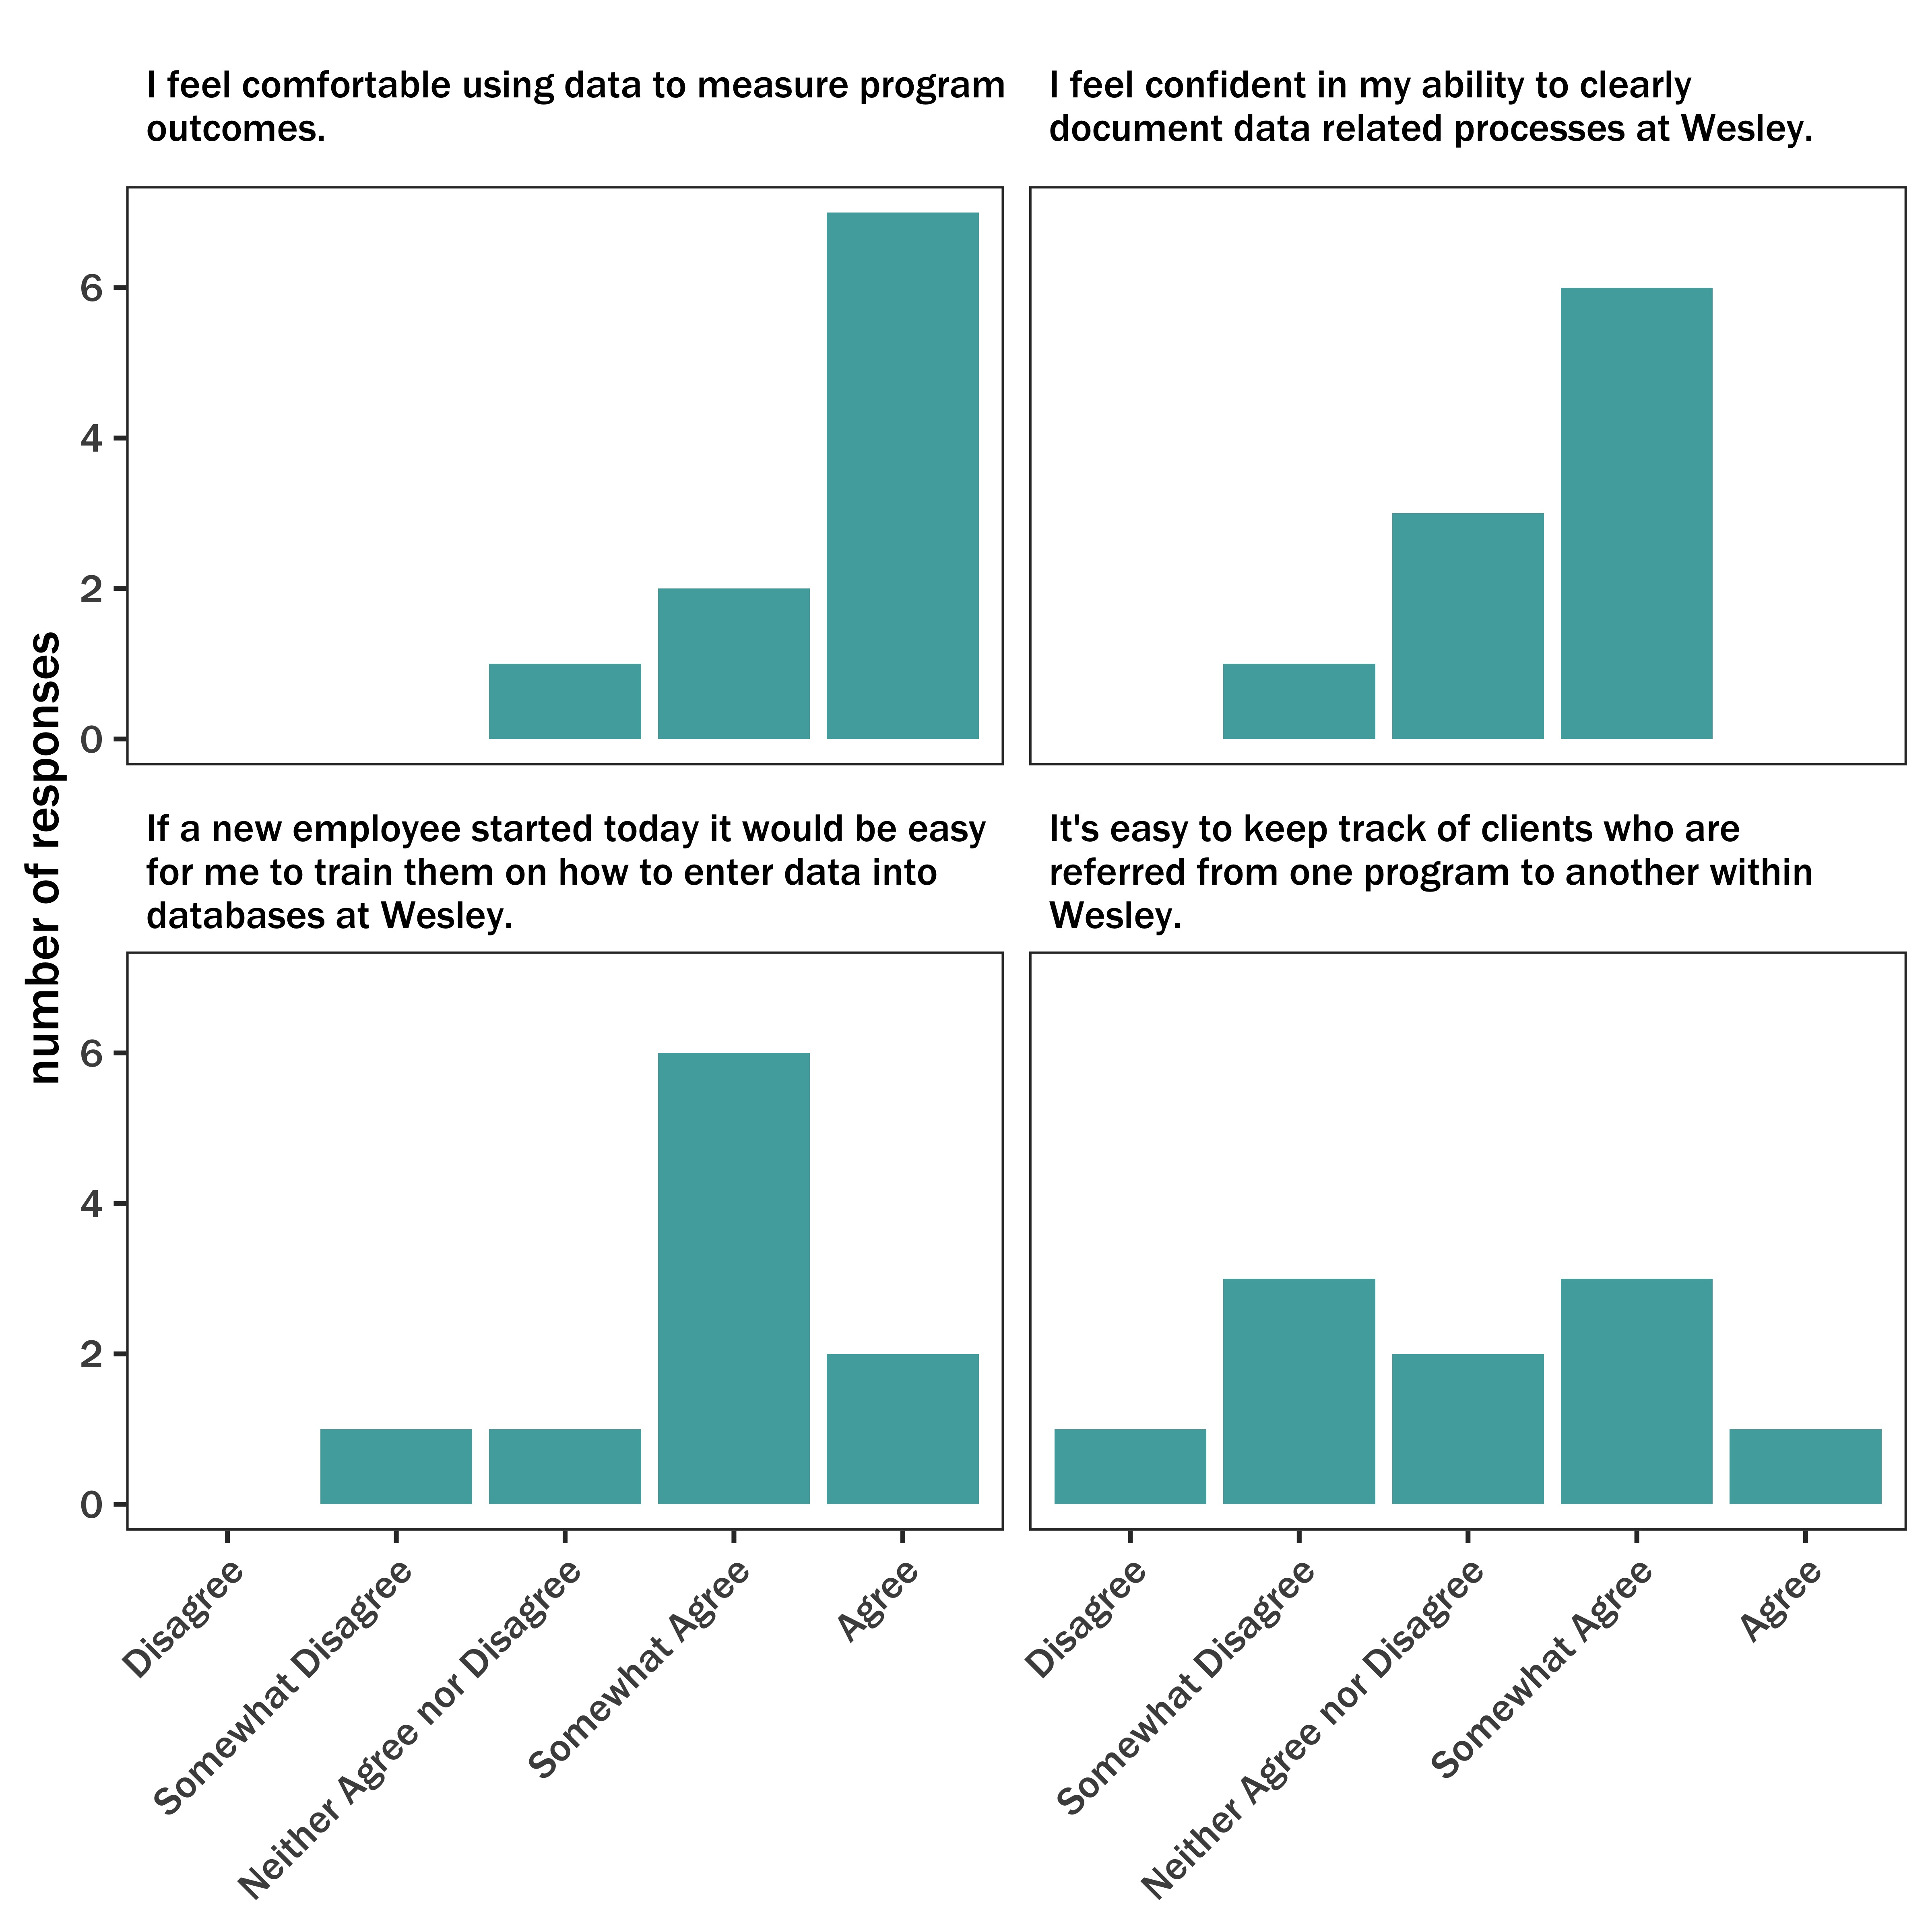 I feel comfortable using data to measure program
outcomes.
I feel confident in my ability to clearly
document data related processes at Wesley.
6
4
2
0
number of responses
If a new employee started today it would be easy
for me to train them on how to enter data into
databases at Wesley.
It's easy to keep track of clients who are
referred from one program to another within
Wesley.
6
4
2
0
Disagree
Somewhat Disagree
Neither Agree nor Disagree
Somewhat Agree
Agree
Disagree
Somewhat Disagree
Neither Agree nor Disagree
Somewhat Agree
Agree